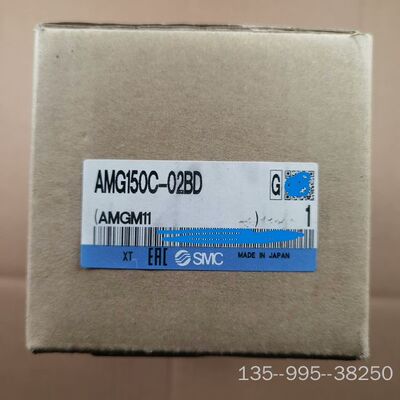 AMG150C-02BD
G
(AMGM11 ) 1
XT EAC SMC MADE IN JAPAN
135--995--38250